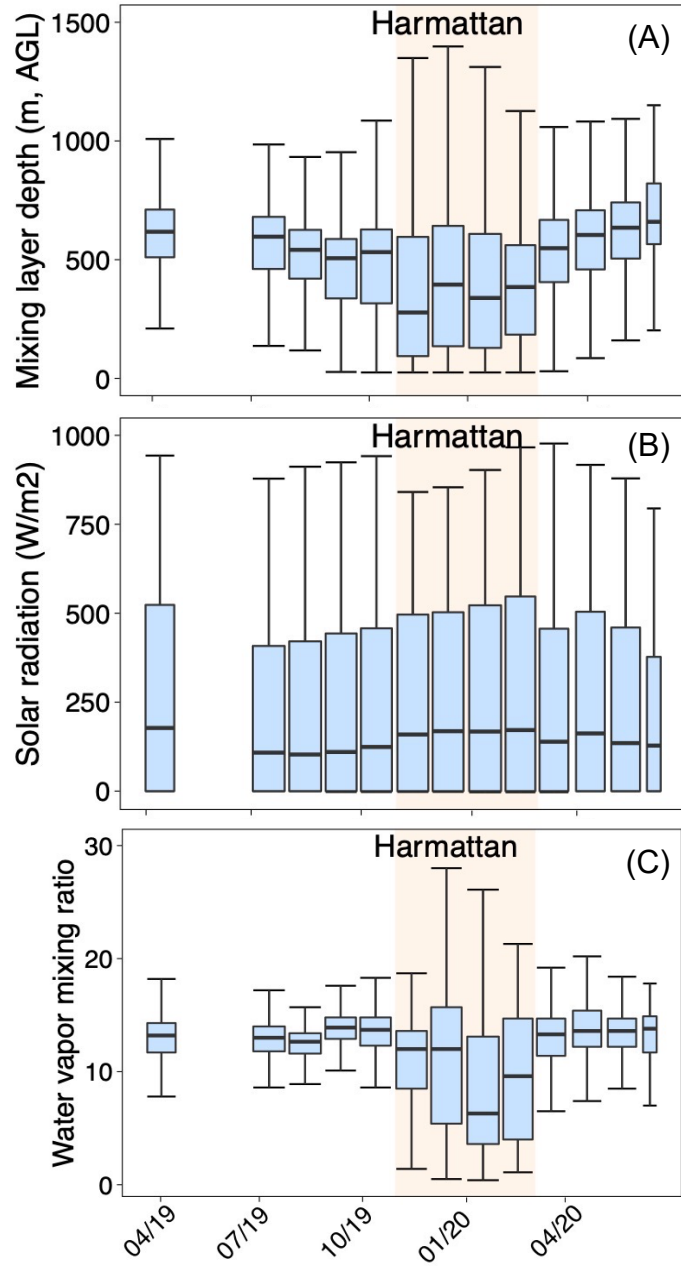 Harmattan
(A)
Mixing layer depth (m, AGL)
1500
1000
500
0
Harmattan
(B)
Solar radiation (W/m2)
1000
750
500
250
0
Harmattan
(C)
Water vapor mixing ratio
30
20
10
0
04/19
07/19
10/19
01/20
04/20